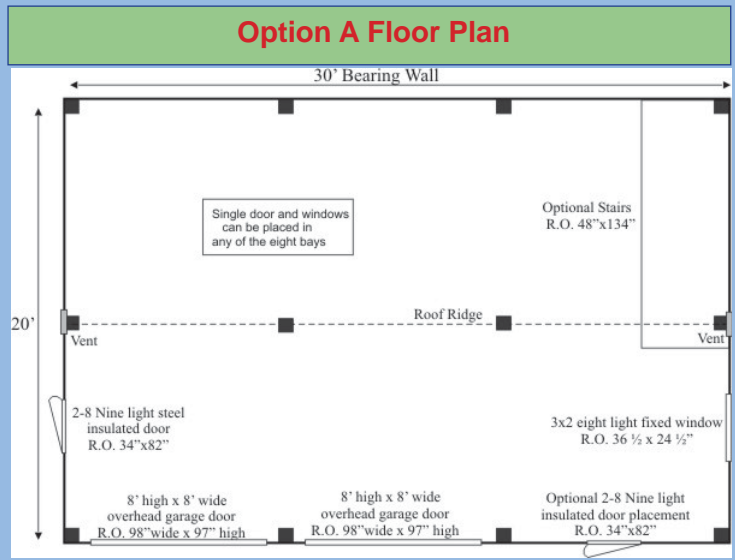 Option A Floor Plan
30' Bearing Wall
Single door and windows
can be placed in
any of the eight bays
Optional Stairs
R.O. 48"x134"
20'
Roof Ridge
Vent
Vent
2-8 Nine light steel
insulated door
R.O. 34"x82"
3x2 eight light fixed window
R.O. 36 ½ x 24 ½"
8' high x 8' wide
overhead garage door
R.O. 98"wide x 97" high
8' high x 8' wide
overhead garage door
R.O. 98"wide x 97" high
Optional 2-8 Nine light
insulated door placement
R.O. 34"x82"